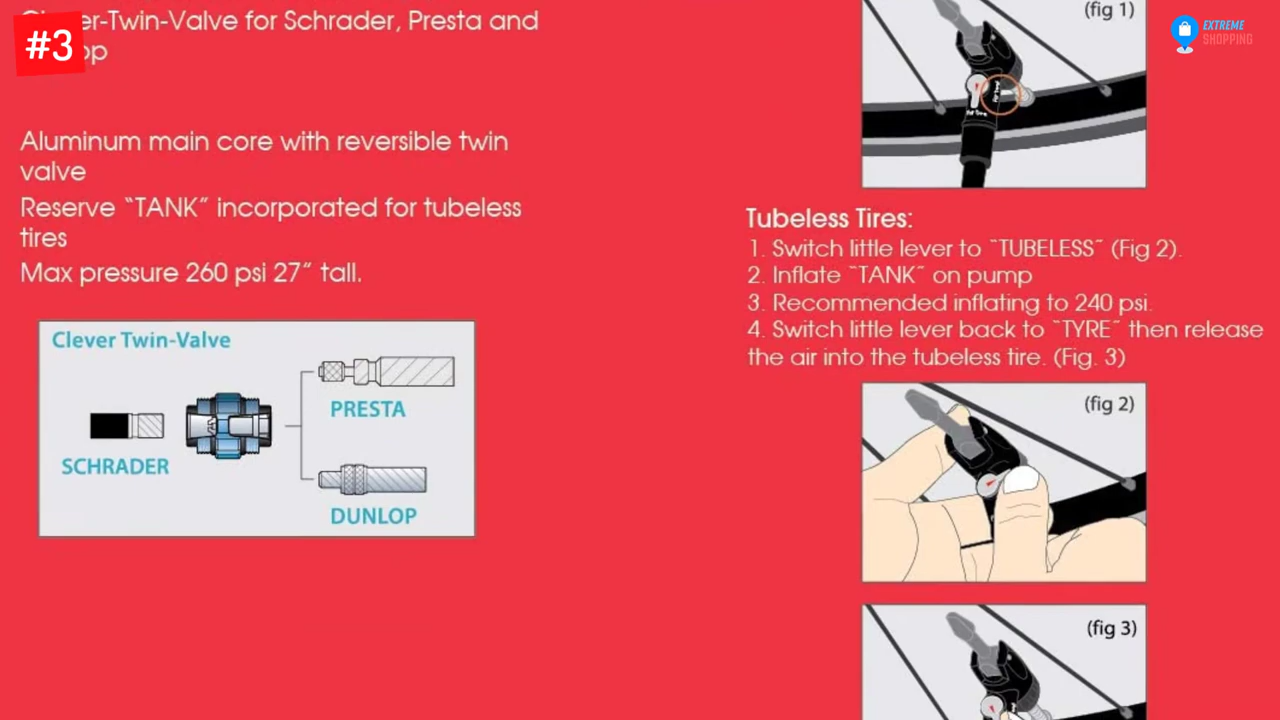 #3
er-Twin-Valve for Schrader, Presta and
op
Aluminum main core with reversible twin
valve
Reserve “TANK” incorporated for tubeless
tires
Max pressure 260 psi 27” tall.
Clever Twin-Valve
SCHRADER
PRESTA
DUNLOP
(fig 1)
EXTREME
SHOPPING
Tubeless Tires:
1. Switch little lever to “TUBELESS” (Fig 2).
2. Inflate “TANK” on pump
3. Recommended inflating to 240 psi.
4. Switch little lever back to “TYRE” then release
the air into the tubeless tire. (Fig. 3)
(fig 2)
(fig 3)